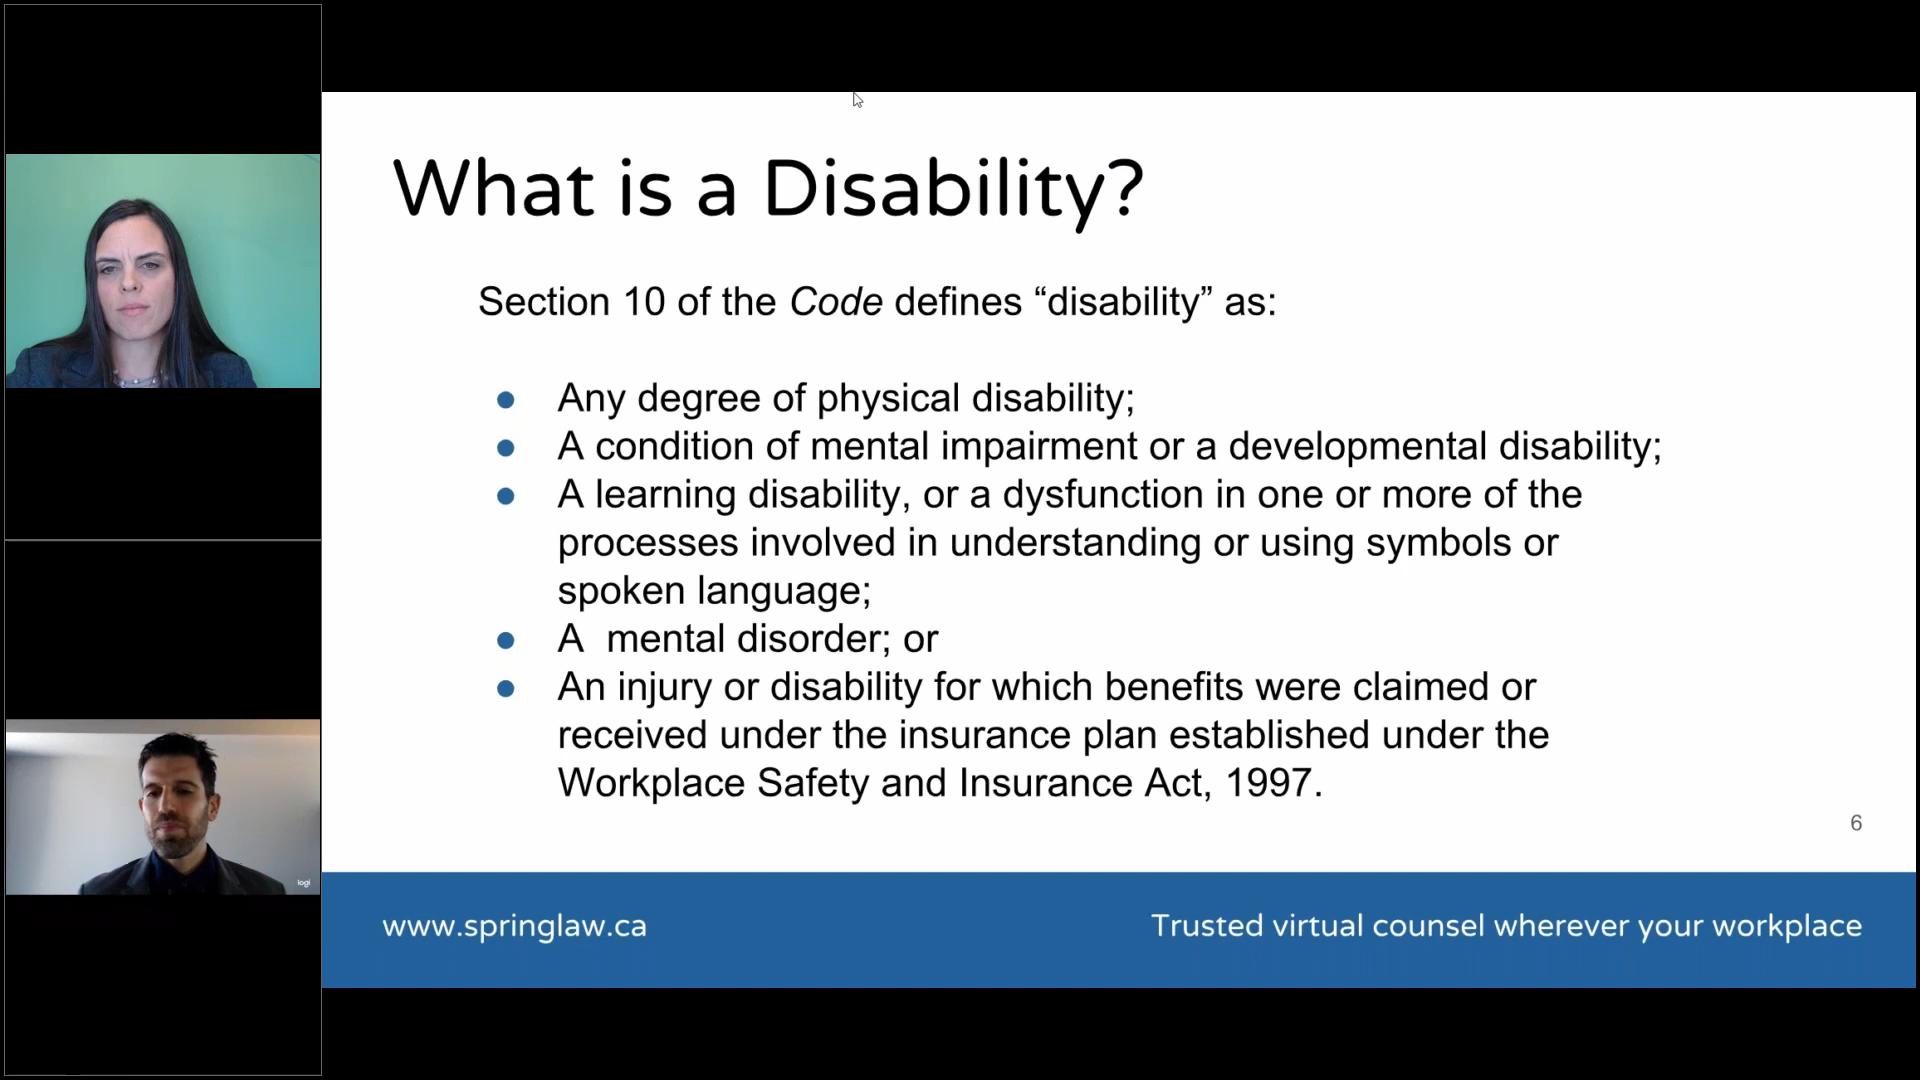 What is a Disability?
Section 10 of the Code defines “disability” as:
● Any degree of physical disability;
● A condition of mental impairment or a developmental disability;
● A learning disability, or a dysfunction in one or more of the
processes involved in understanding or using symbols or
spoken language;
● A  mental disorder; or
● An injury or disability for which benefits were claimed or
received under the insurance plan established under the
Workplace Safety and Insurance Act, 1997.
6
logi
www.springlaw.ca
Trusted virtual counsel wherever your workplace